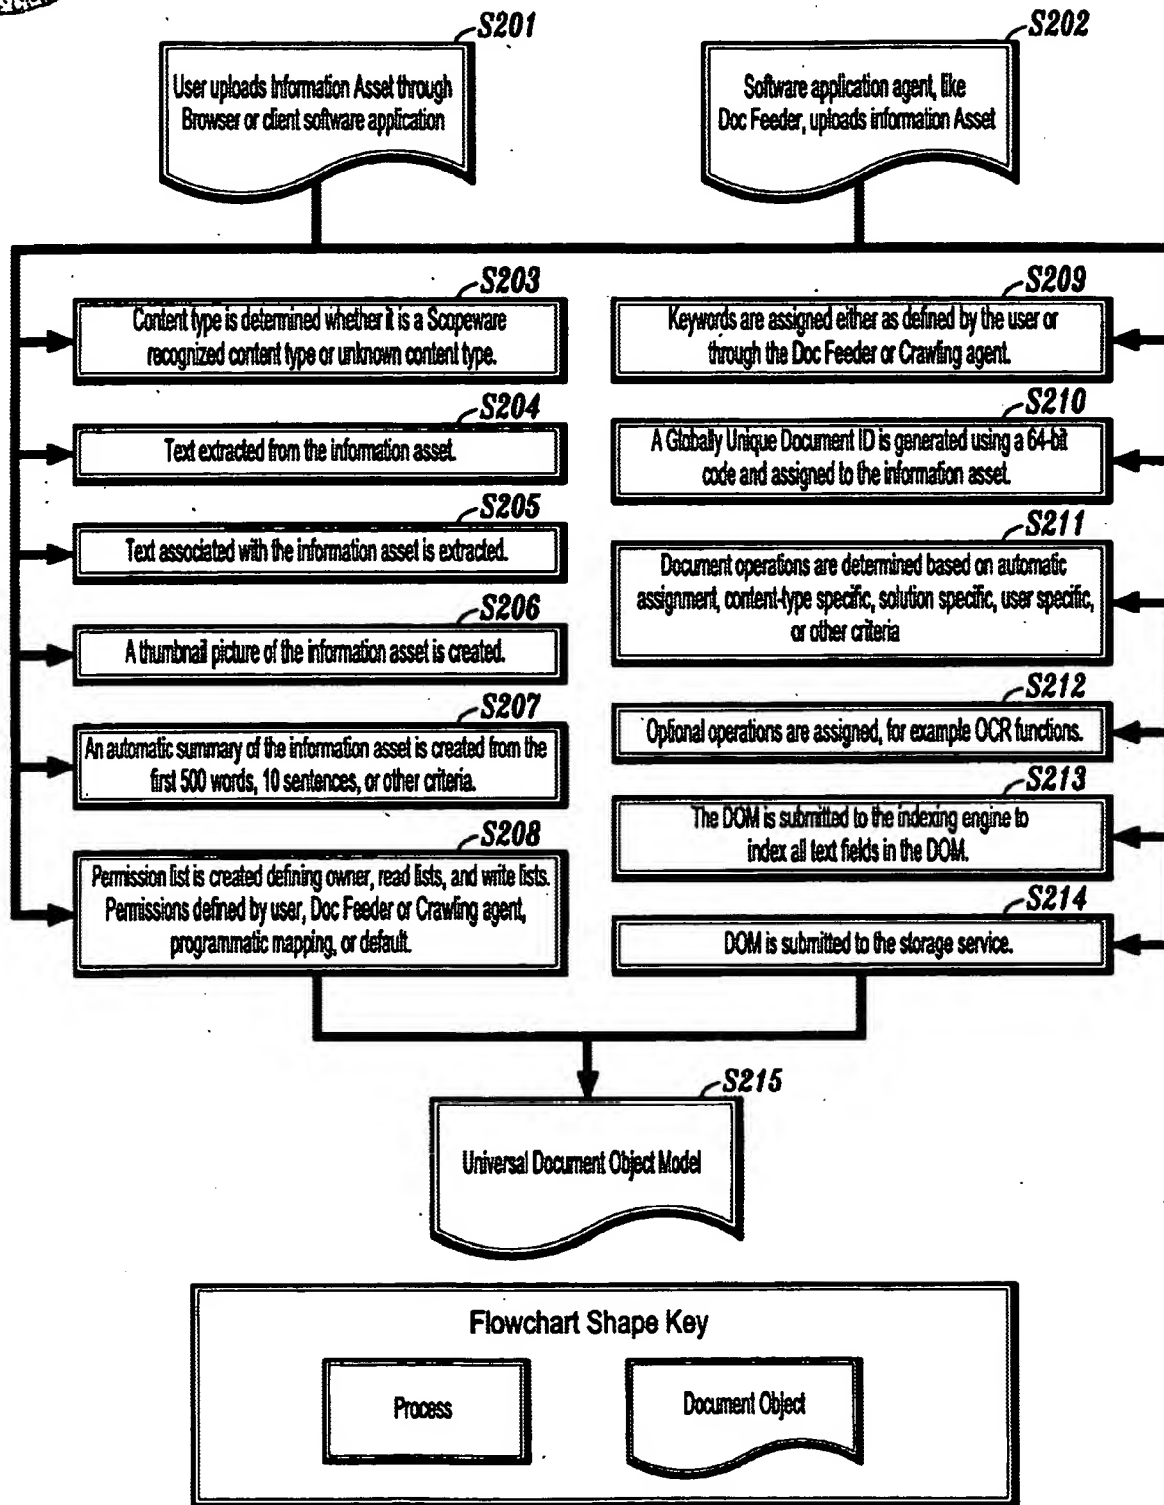 S201
User uploads Information Asset through
Browser or client software application
S202
Software application agent, like
Doc Feeder, uploads information Asset
S203
Content type is determined whether it is a Scopeware
recognized content type or unknown content type.
S204
Text extracted from the information asset.
S205
Text associated with the information asset is extracted.
S206
A thumbnail picture of the information asset is created.
S207
An automatic summary of the information asset is created from the
first 500 words, 10 sentences, or other criteria.
S208
Permission list is created defining owner, read lists, and write lists.
Permissions defined by user, Doc Feeder or Crawling agent,
programmatic mapping, or default.
S209
Keywords are assigned either as defined by the user or
through the Doc Feeder or Crawling agent.
S210
A Globally Unique Document ID is generated using a 64-bit
code and assigned to the information asset.
S211
Document operations are determined based on automatic
assignment, content-type specific, solution specific, user specific,
or other criteria
S212
Optional operations are assigned, for example OCR functions.
S213
The DOM is submitted to the indexing engine to
index all text fields in the DOM.
S214
DOM is submitted to the storage service.
S215
Universal Document Object Model
Flowchart Shape Key
Process
Document Object